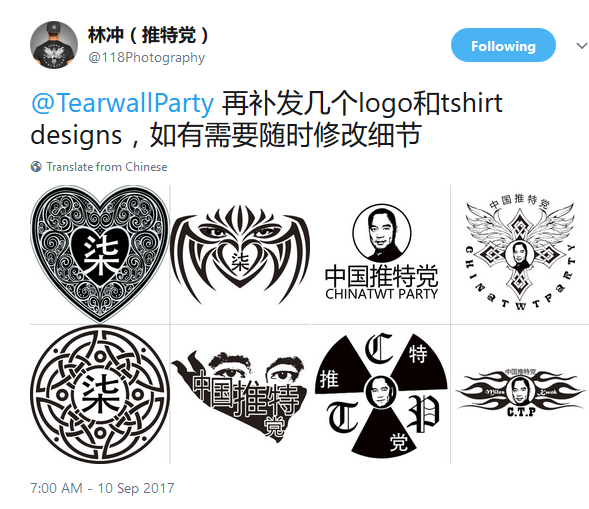 林冲（推特党）
@118Photography
Following
@TearwallParty 再补发几个logo和tshirt
designs，如有需要随时修改细节
Translate from Chinese
柒
柒
中国推特党
CHINATWT PARTY
中国推特党
CHINaTWTPaRTY
柒
中国推特党
C
推
特
T
P
党
中国推特党
Miles Kwok
C.T.P
7:00 AM - 10 Sep 2017